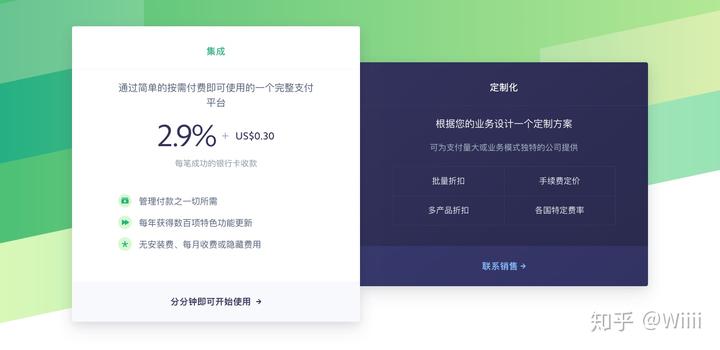 集成
通过简单的按需付费即可使用的一个完整支付
平台
2.9% + US$0.30
每笔成功的银行卡收款
管理付款之一切所需
每年获得数百项特色功能更新
无安装费、每月收费或隐藏费用
分分钟即可开始使用 →
定制化
根据您的业务设计一个定制方案
可为支付量大或业务模式独特的公司提供
批量折扣
手续费定价
多产品折扣
各国特定费率
联系销售 →
知乎 @Wiiii